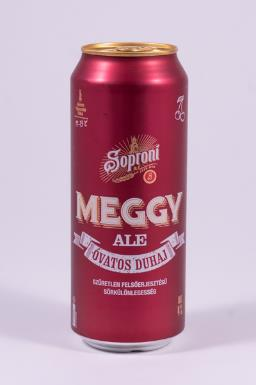 Soproni
MEGGY
ALE
ÓVATOS DUHAJ
SZŰRETLEN FELSŐERJESZTÉSŰ
SÖRKÜLÖNLEGESSÉG